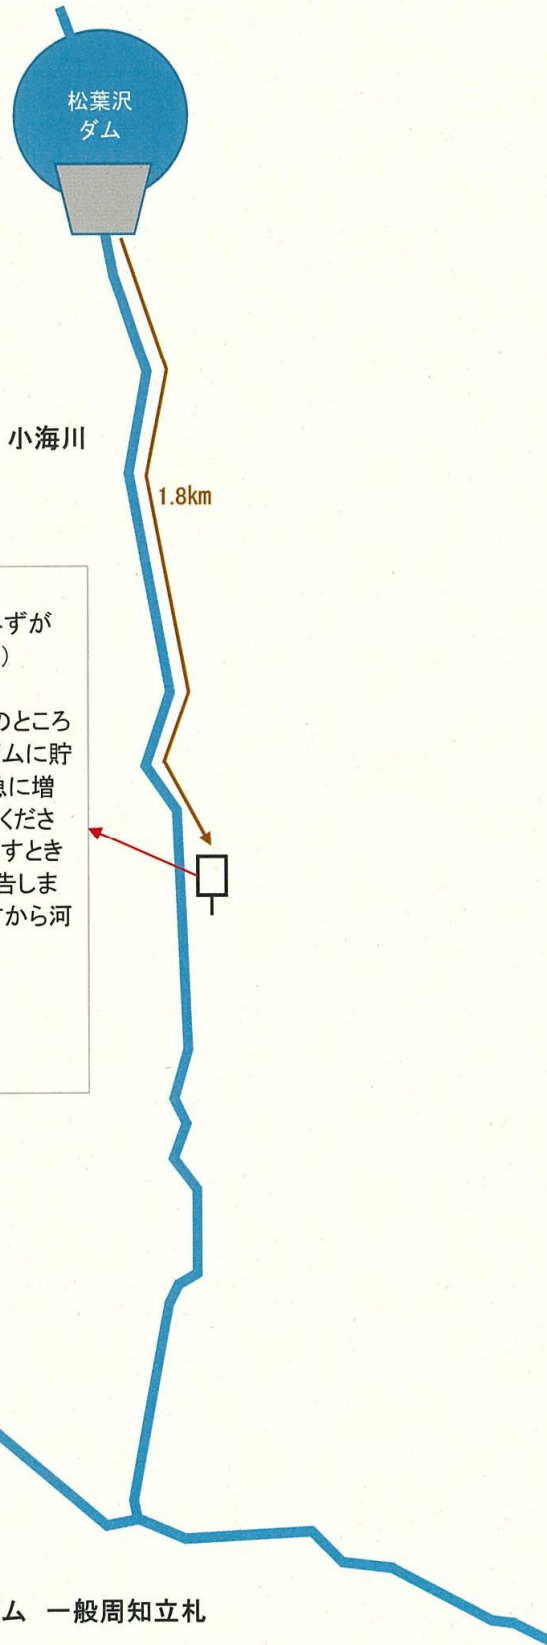 松葉沢
ダム
小海川
1.8km
ずが
）
のところ
ムに貯
急に増
くださ
すとき
告しま
から河
ム 一般周知立札